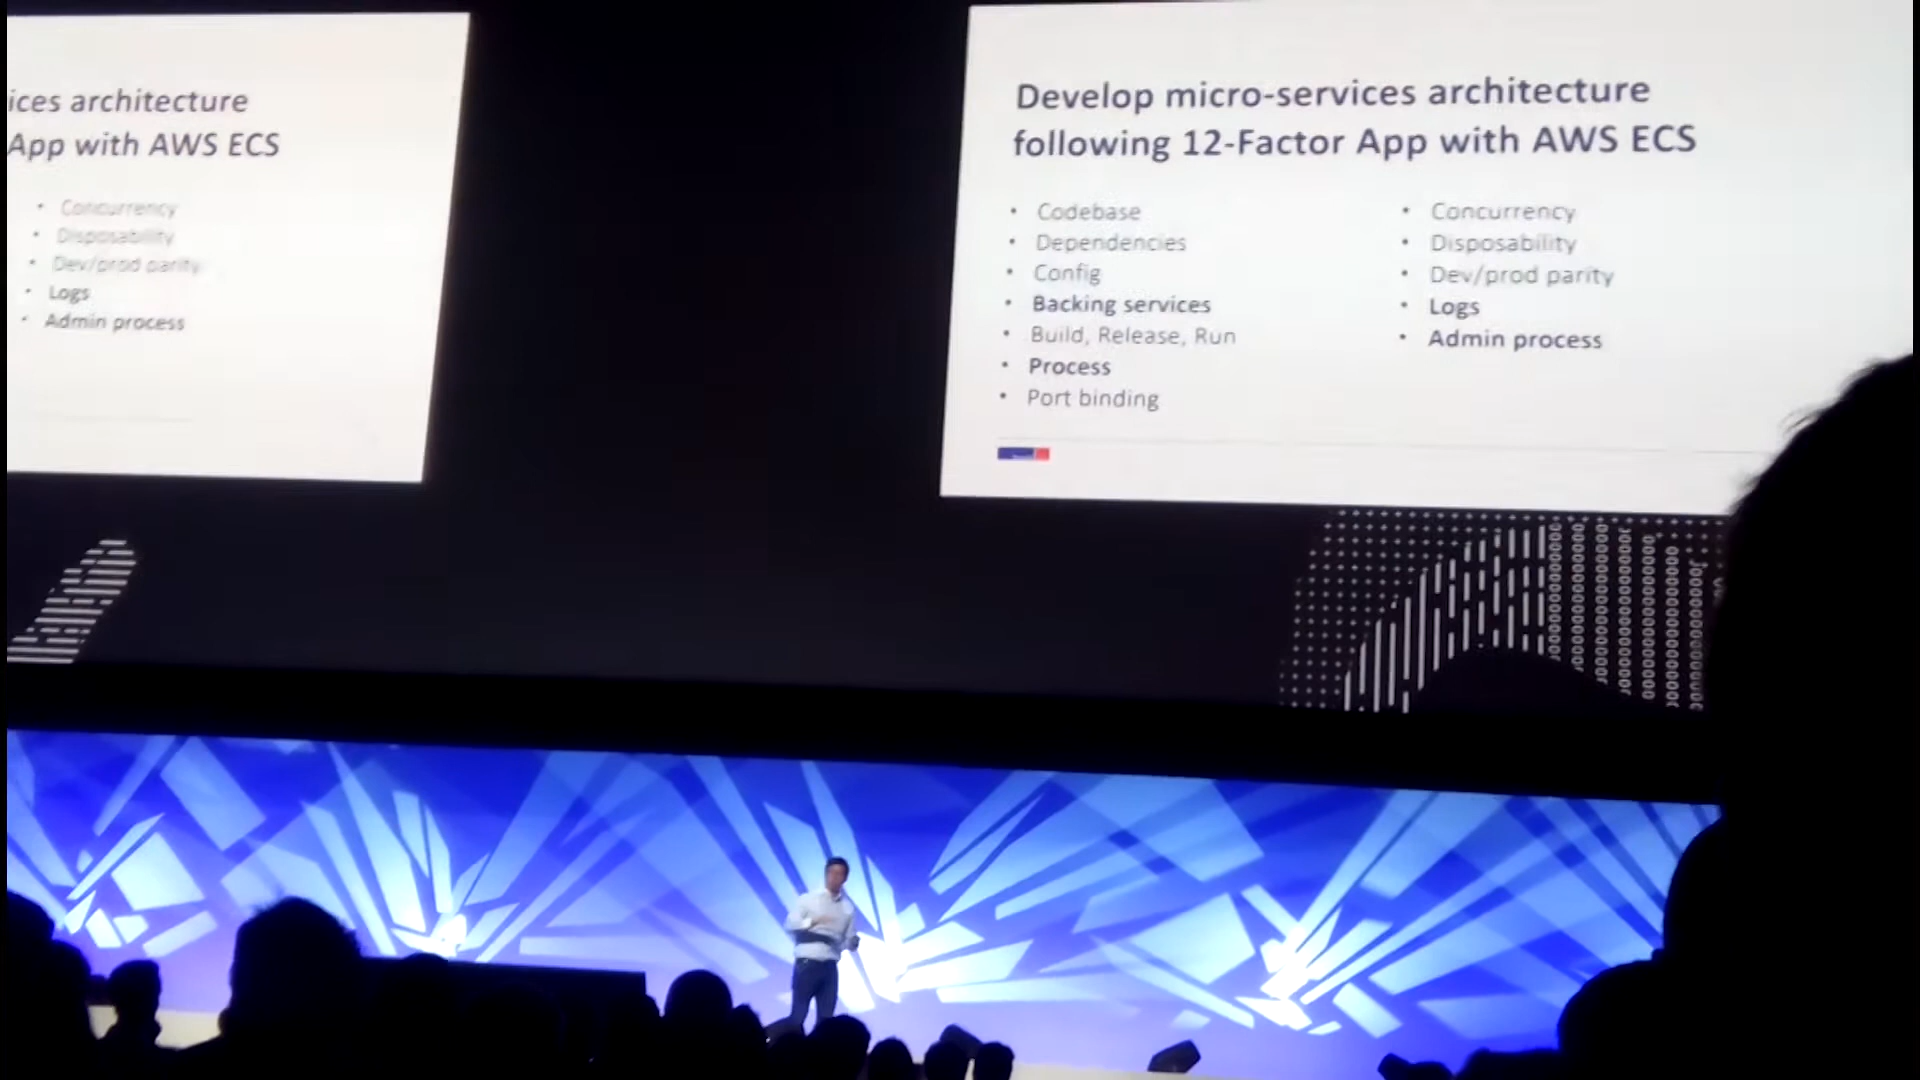 ices architecture
App with AWS ECS
• Concurrency
• Disposability
• Dev/prod parity
• Logs
• Admin process
Develop micro-services architecture
following 12-Factor App with AWS ECS
• Codebase
• Dependencies
• Config
• Backing services
• Build, Release, Run
• Process
• Port binding
• Concurrency
• Disposability
• Dev/prod parity
• Logs
• Admin process